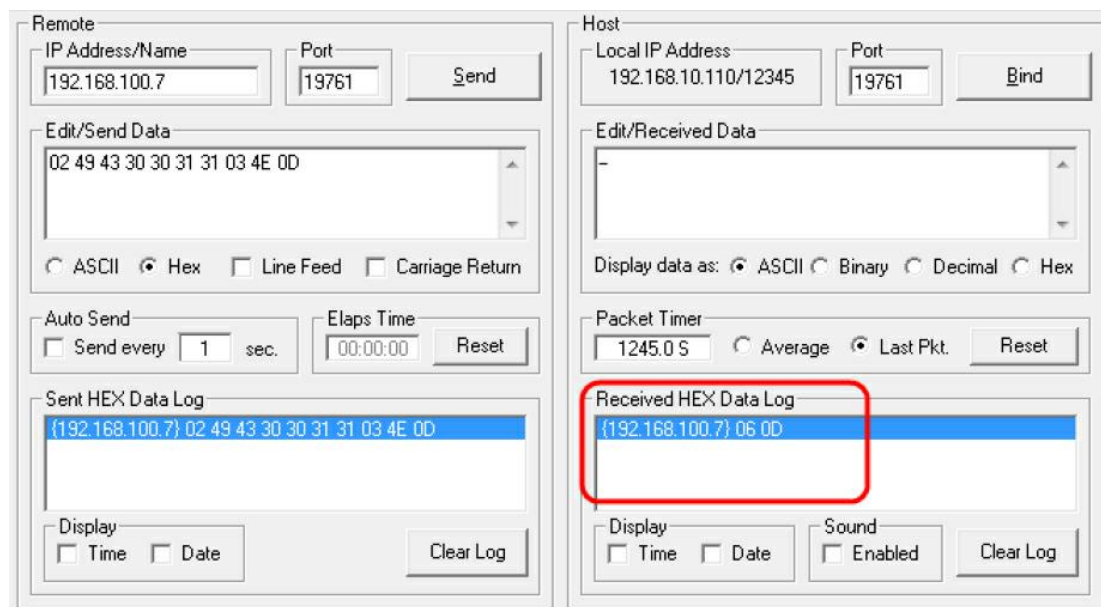 Remote
IP Address/Name
Port
192.168.100.7
19761
Send
Edit/Send Data
02 49 43 30 30 31 31 03 4E 0D
ASCII
Hex
Line Feed
Carriage Return
Auto Send
Send every 1 sec.
Elaps Time
00:00:00
Reset
Sent HEX Data Log
{192.168.100.7} 02 49 43 30 30 31 31 03 4E 0D
Display
Time
Date
Clear Log
Host
Local IP Address
Port
192.168.10.110/12345
19761
Bind
Edit/Received Data
–
Display data as:
ASCII
Binary
Decimal
Hex
Packet Timer
1245.0 S
Average
Last Pkt.
Reset
Received HEX Data Log
{192.168.100.7} 06 0D
Display
Time
Date
Sound
Enabled
Clear Log